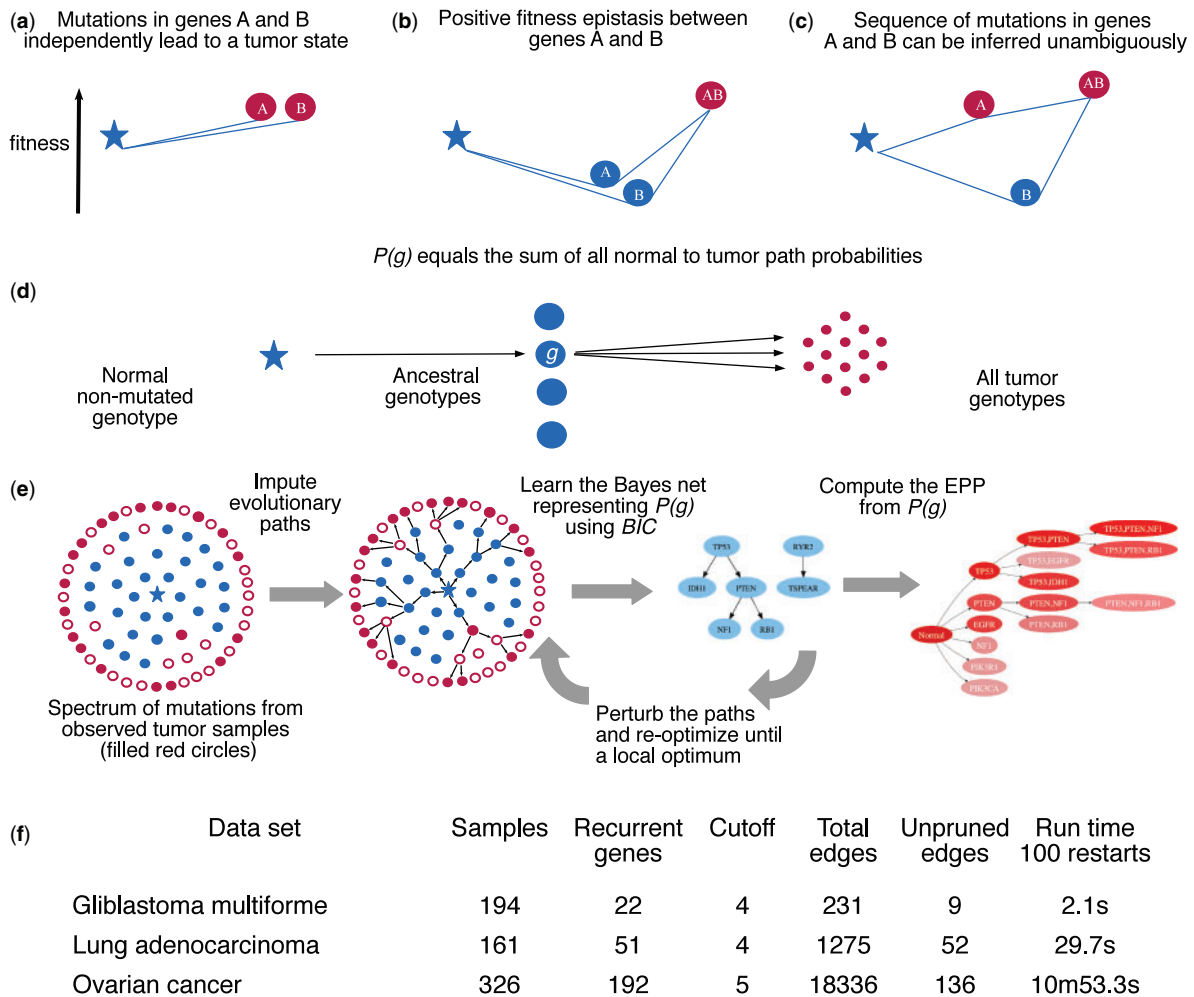 (a) Mutations in genes A and B
independently lead to a tumor state
fitness
A
B
(b) Positive fitness epistasis between
genes A and B
A
B
AB
(c) Sequence of mutations in genes
A and B can be inferred unambiguously
A
B
AB
P(g) equals the sum of all normal to tumor path probabilities
(d)
Normal
non-mutated
genotype
Ancestral
genotypes
g
All tumor
genotypes
(e)
Spectrum of mutations from
observed tumor samples
(filled red circles)
Impute
evolutionary
paths
Learn the Bayes net
representing P(g)
using BIC
TP53
RYR2
IDH1
PTEN
TSPEAR
NF1
RB1
Perturb the paths
and re-optimize until
a local optimum
Compute the EPP
from P(g)
TP53,PTEN,NF1
TP53,PTEN
TP53,PTEN,RB1
TP53,EGFR
TP53
TP53,IDH1
PTEN
PTEN,NF1
PTEN,NF1,RB1
EGFR
PTEN,RB1
Normal
NF1
PIK3R1
PIK3CA
(f) Data set Samples Recurrent genes Cutoff Total edges Unpruned edges Run time 100 restarts
Gliblastoma multiforme 194 22 4 231 9 2.1s
Lung adenocarcinoma 161 51 4 1275 52 29.7s
Ovarian cancer 326 192 5 18336 136 10m53.3s